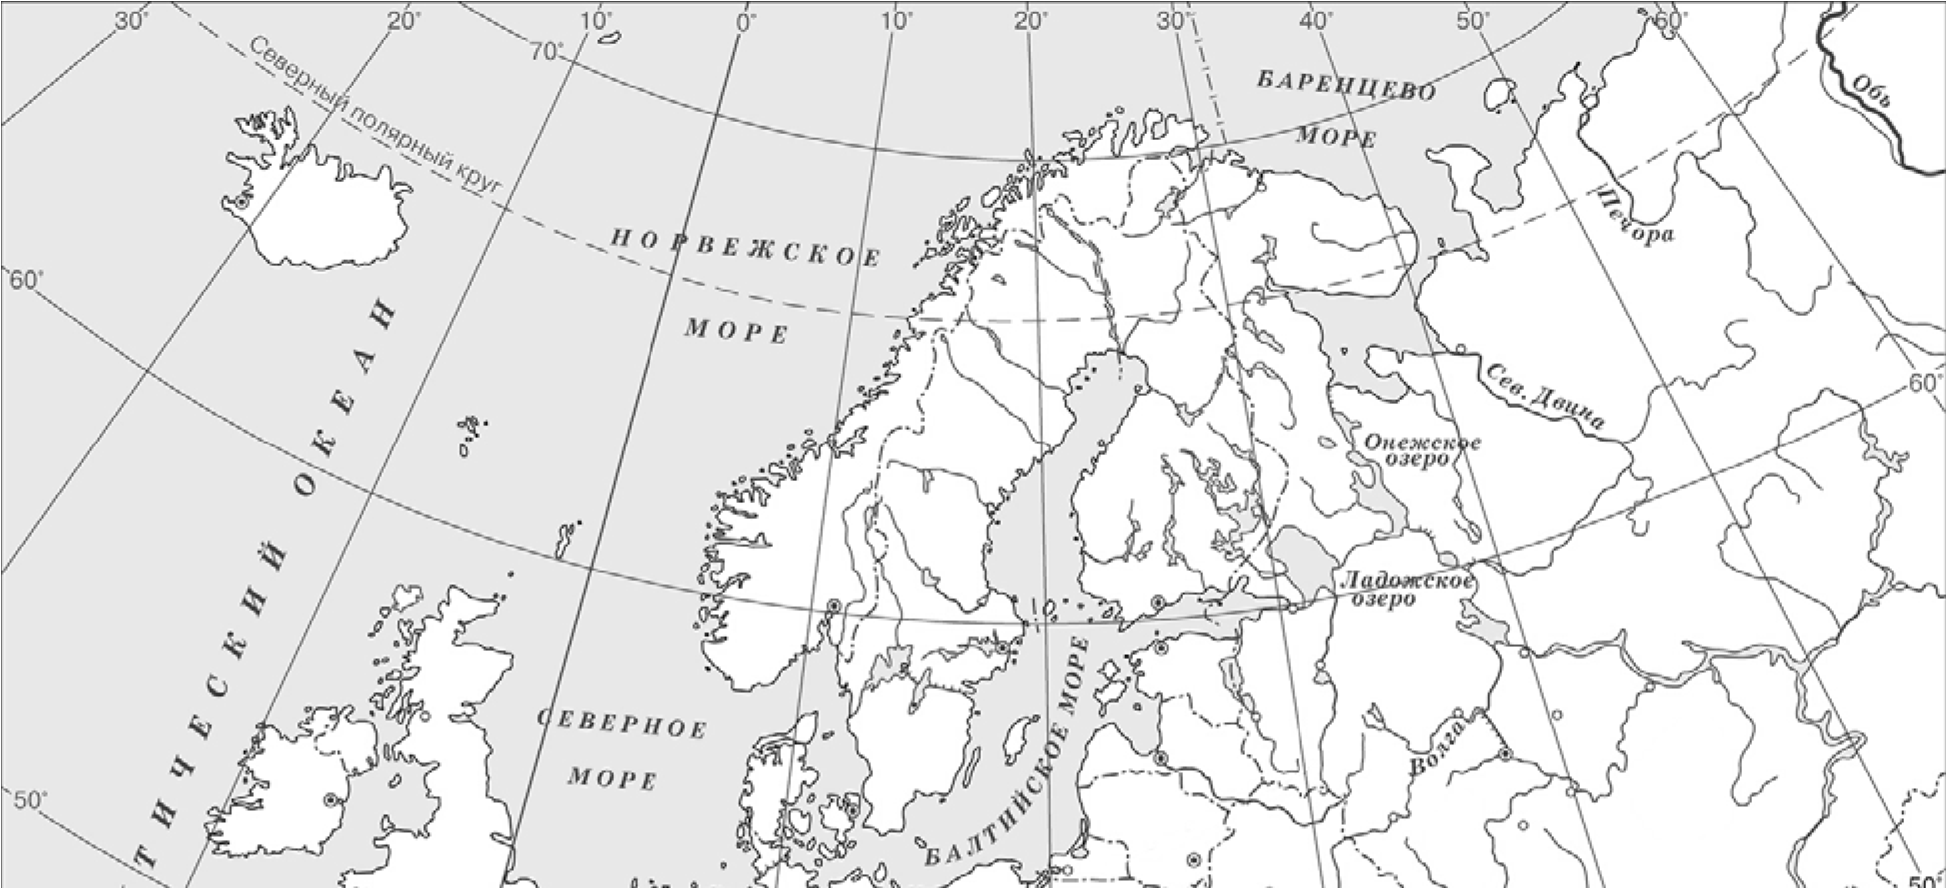 30° 20° 10° 0° 10° 20° 30° 40° 50° 60°
70°
Северный полярный круг
БАРЕНЦЕВО
МОРЕ
Обь
Печора
НОРВЕЖСКОЕ
МОРЕ
60°
60°
Сев. Двина
Онежское
озеро
Ладожское
озеро
ТИЧЕСКИЙ ОКЕАН
СЕВЕРНОЕ
МОРЕ
БАЛТИЙСКОЕ МОРЕ
Волга
50°
50°